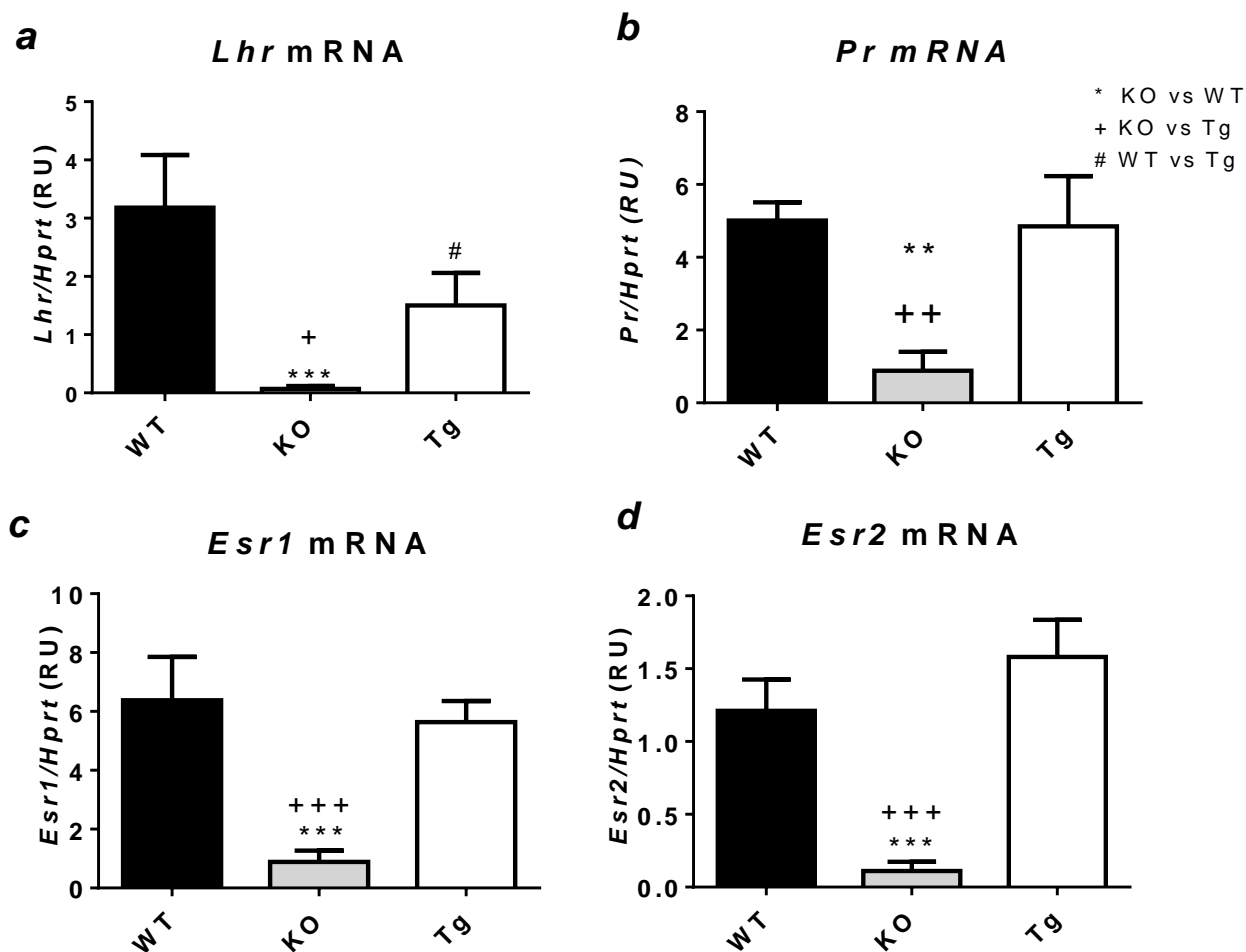 a
Lhr mRNA
Lhr/Hprt (RU)
5
4
3
2
1
0
#
+
***
WT
KO
Tg
b
Pr mRNA
* KO vs WT
+ KO vs Tg
# WT vs Tg
Pr/Hprt (RU)
8
6
4
2
0
**
++
WT
KO
Tg
c
Esr1 mRNA
Esr1/Hprt (RU)
10
8
6
4
2
0
+++
***
WT
KO
Tg
d
Esr2 mRNA
Esr2/Hprt (RU)
2.0
1.5
1.0
0.5
0.0
+++
***
WT
KO
Tg